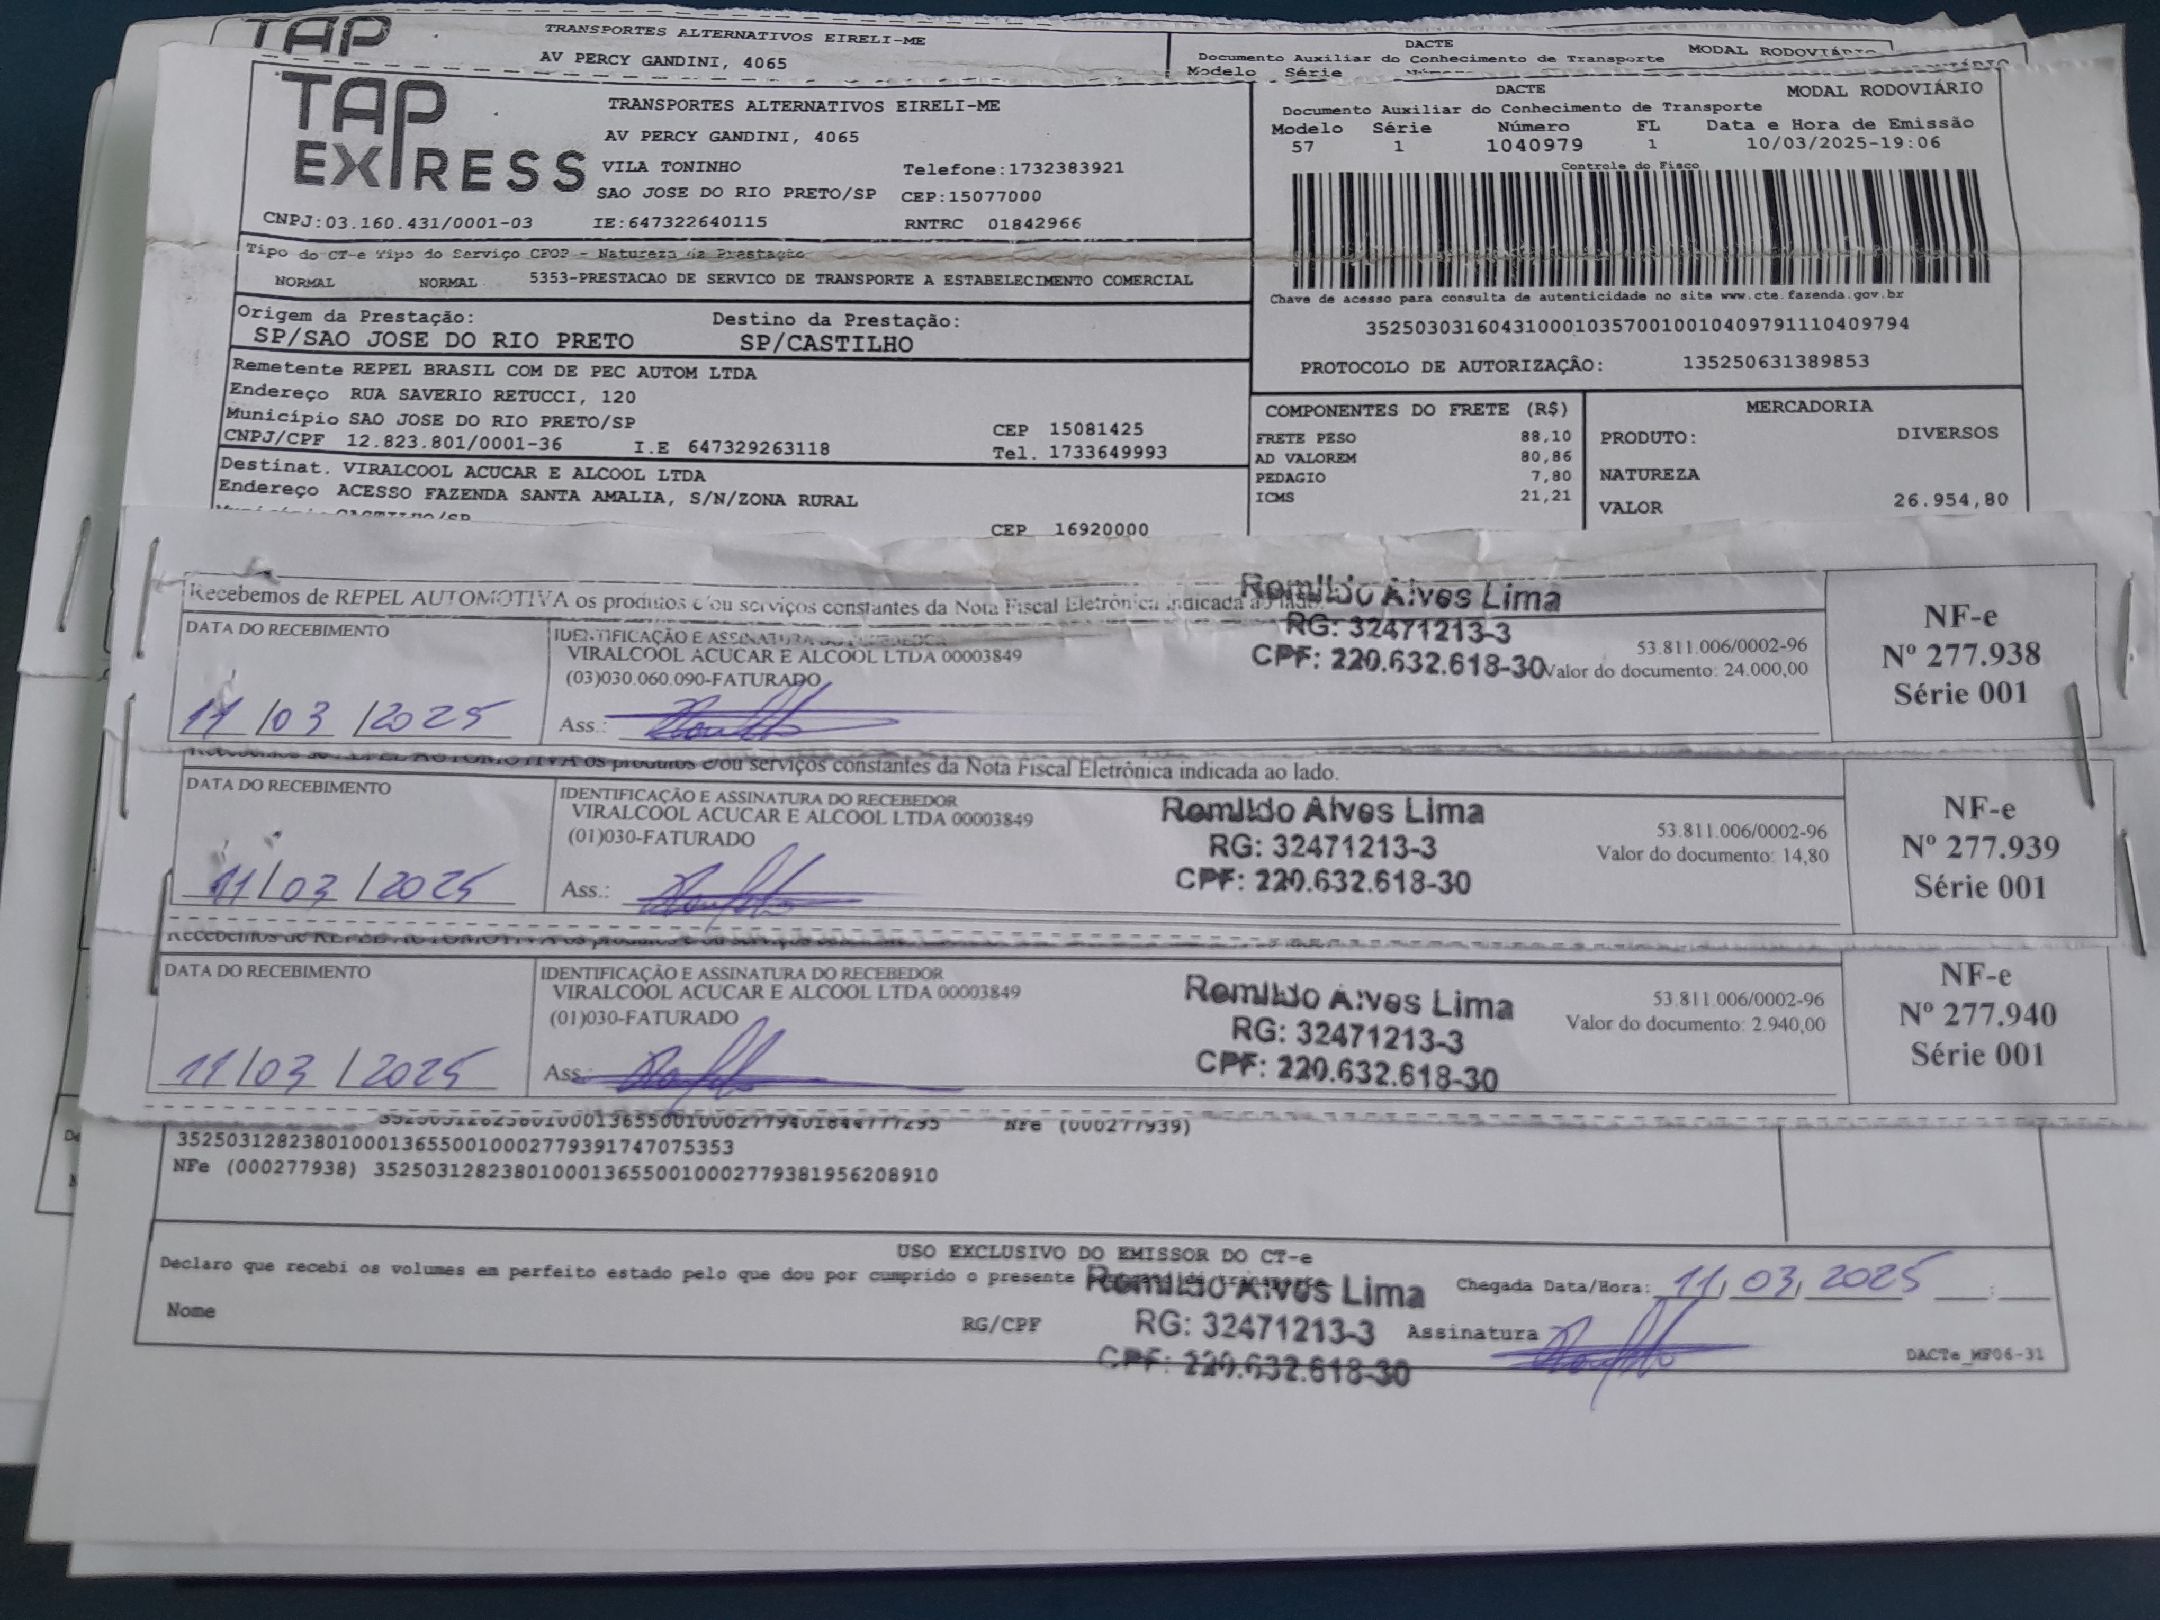 TAP
TRANSPORTES ALTERNATIVOS EIRELI-ME
AV PERCY GANDINI, 4065
DACTE
MODAL RODOVIÁRIO
Documento Auxiliar do Conhecimento de Transporte
Modelo Série
TAP EXPRESS
TRANSPORTES ALTERNATIVOS EIRELI-ME
AV PERCY GANDINI, 4065
VILA TONINHO Telefone:1732383921
SAO JOSE DO RIO PRETO/SP CEP:15077000
CNPJ:03.160.431/0001-03 IE:647322640115 RNTRC 01842966
DACTE MODAL RODOVIÁRIO
Documento Auxiliar do Conhecimento de Transporte
Modelo Série Número FL Data e Hora de Emissão
57 1 1040979 1 10/03/2025-19:06
Controle do Fisco
Tipo do CT-e Tipo do Serviço CFOP - Natureza da Prestação
NORMAL NORMAL 5353-PRESTACAO DE SERVICO DE TRANSPORTE A ESTABELECIMENTO COMERCIAL
Chave de acesso para consulta de autenticidade no site www.cte.fazenda.gov.br
35250303160431000103570010010409791110409794
PROTOCOLO DE AUTORIZAÇÃO: 135250631389853
Origem da Prestação: Destino da Prestação:
SP/SAO JOSE DO RIO PRETO SP/CASTILHO
Remetente REPEL BRASIL COM DE PEC AUTOM LTDA
Endereço RUA SAVERIO RETUCCI, 120
Município SAO JOSE DO RIO PRETO/SP CEP 15081425
CNPJ/CPF 12.823.801/0001-36 I.E 647329263118 Tel. 1733649993
Destinat. VIRALCOOL ACUCAR E ALCOOL LTDA
Endereço ACESSO FAZENDA SANTA AMALIA, S/N/ZONA RURAL
CASTILHO/SP CEP 16920000
COMPONENTES DO FRETE (R$)
FRETE PESO 88,10
AD VALOREM 80,86
PEDAGIO 7,80
ICMS 21,21
MERCADORIA
PRODUTO: DIVERSOS
NATUREZA
VALOR 26.954,80
Recebemos de REPEL AUTOMOTIVA os produtos e/ou serviços constantes da Nota Fiscal Eletrônica indicada ao lado.
DATA DO RECEBIMENTO
11/03/2025
IDENTIFICAÇÃO E ASSINATURA DO RECEBEDOR
VIRALCOOL ACUCAR E ALCOOL LTDA 00003849
(03)030.060.090-FATURADO
Ass.:
Romildo Alves Lima
RG: 32471213-3
CPF: 220.632.618-30
53.811.006/0002-96
Valor do documento: 24.000,00
NF-e
Nº 277.938
Série 001
Recebemos de REPEL AUTOMOTIVA os produtos e/ou serviços constantes da Nota Fiscal Eletrônica indicada ao lado.
DATA DO RECEBIMENTO
11/03/2025
IDENTIFICAÇÃO E ASSINATURA DO RECEBEDOR
VIRALCOOL ACUCAR E ALCOOL LTDA 00003849
(01)030-FATURADO
Ass.:
Romildo Alves Lima
RG: 32471213-3
CPF: 220.632.618-30
53.811.006/0002-96
Valor do documento: 14,80
NF-e
Nº 277.939
Série 001
Recebemos de REPEL AUTOMOTIVA os produtos e/ou serviços
DATA DO RECEBIMENTO
11/03/2025
IDENTIFICAÇÃO E ASSINATURA DO RECEBEDOR
VIRALCOOL ACUCAR E ALCOOL LTDA 00003849
(01)030-FATURADO
Ass.:
Romildo Alves Lima
RG: 32471213-3
CPF: 220.632.618-30
53.811.006/0002-96
Valor do documento: 2.940,00
NF-e
Nº 277.940
Série 001
NFe (000277939)
35250312823801000136550010002779391747075353
NFe (000277938) 35250312823801000136550010002779381956208910
USO EXCLUSIVO DO EMISSOR DO CT-e
Declaro que recebi os volumes em perfeito estado pelo que dou por cumprido o presente
Chegada Data/Hora: 11/03/2025
Romildo Alves Lima
RG: 32471213-3
CPF: 220.632.618-30
Nome RG/CPF Assinatura
DACTe_MF06-31